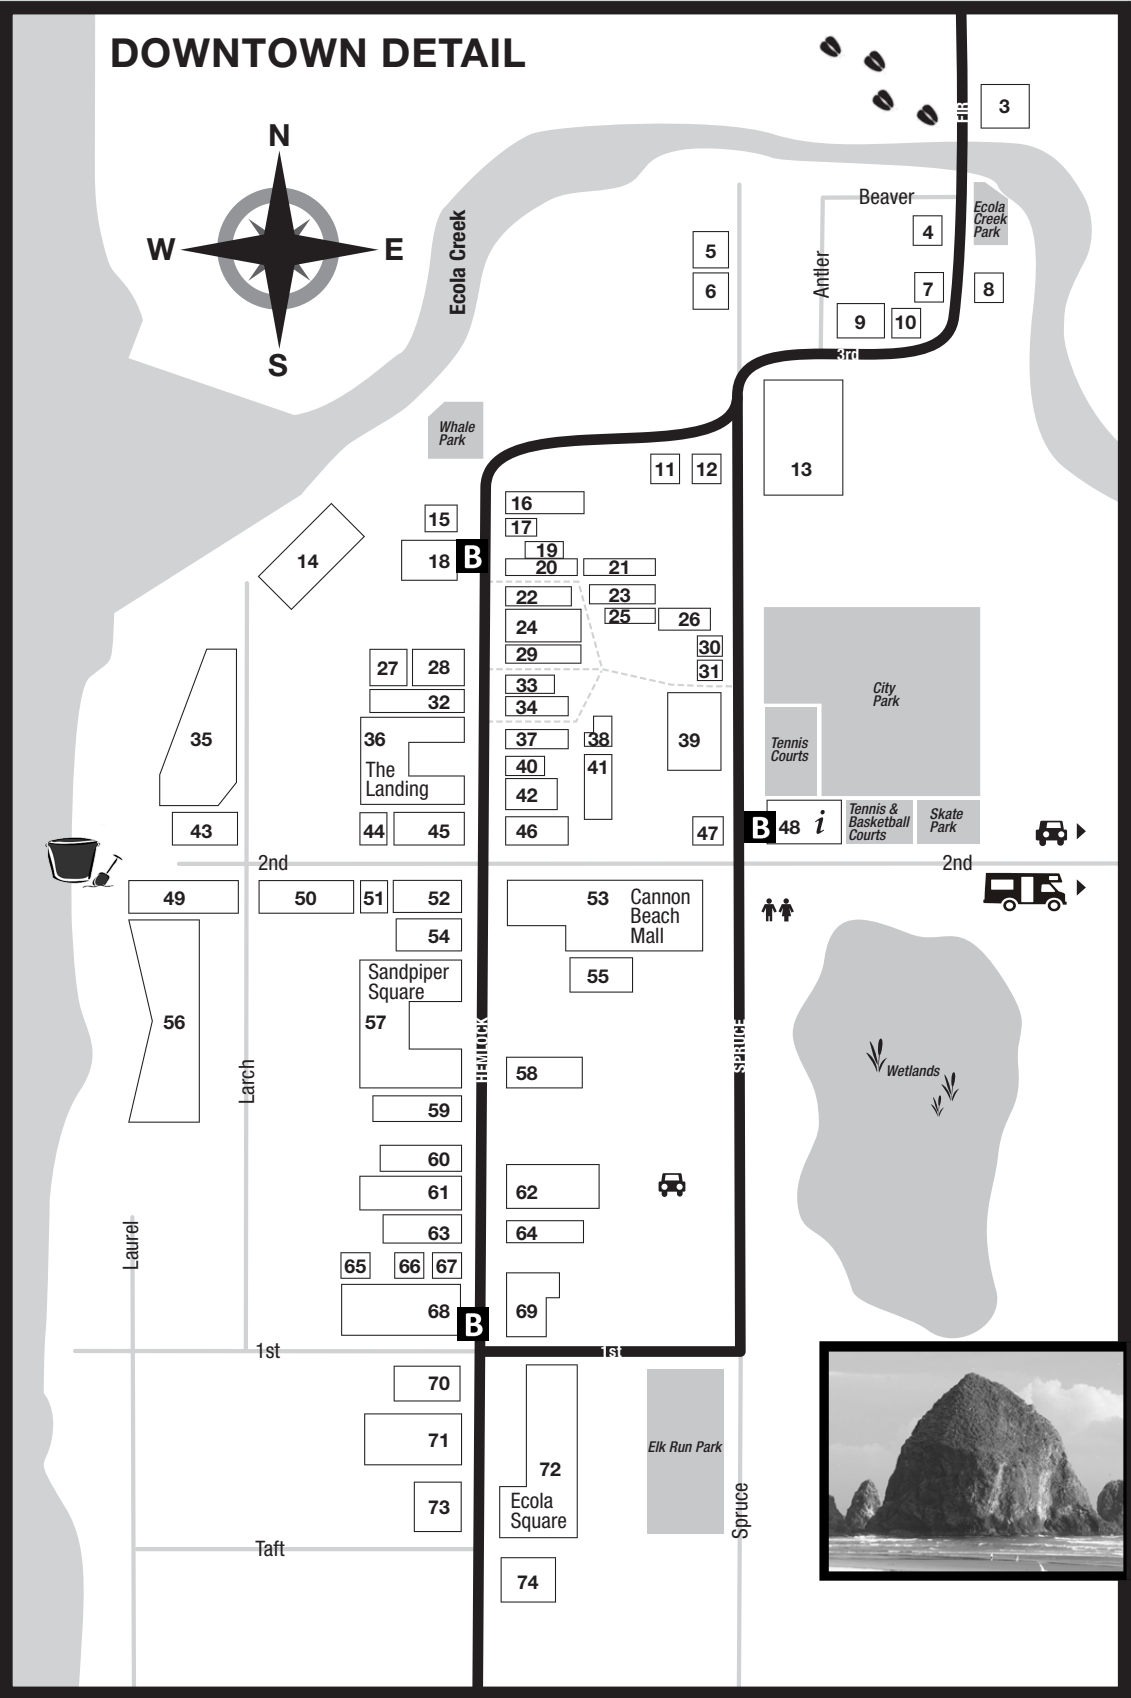 DOWNTOWN DETAIL
N
W
E
S
Ecola Creek
FIR
3
Beaver
Ecola
Creek
Park
Antler
4
5
6
7
8
9
10
3rd
Whale
Park
11
12
13
14
15
16
17
18
B
19
20
21
22
23
24
25
26
27
28
29
30
31
32
33
34
35
36
The
Landing
37
38
39
40
41
42
City
Park
Tennis
Courts
43
44
45
46
47
B
48
i
Tennis &
Basketball
Courts
Skate
Park
2nd
2nd
49
50
51
52
53
Cannon
Beach
Mall
54
55
56
Sandpiper
Square
57
HEMLOCK
SPRUCE
Larch
58
59
Wetlands
60
61
62
63
64
65
66
67
68
69
B
Laurel
1st
1st
70
71
72
Ecola
Square
73
Elk Run Park
Spruce
Taft
74